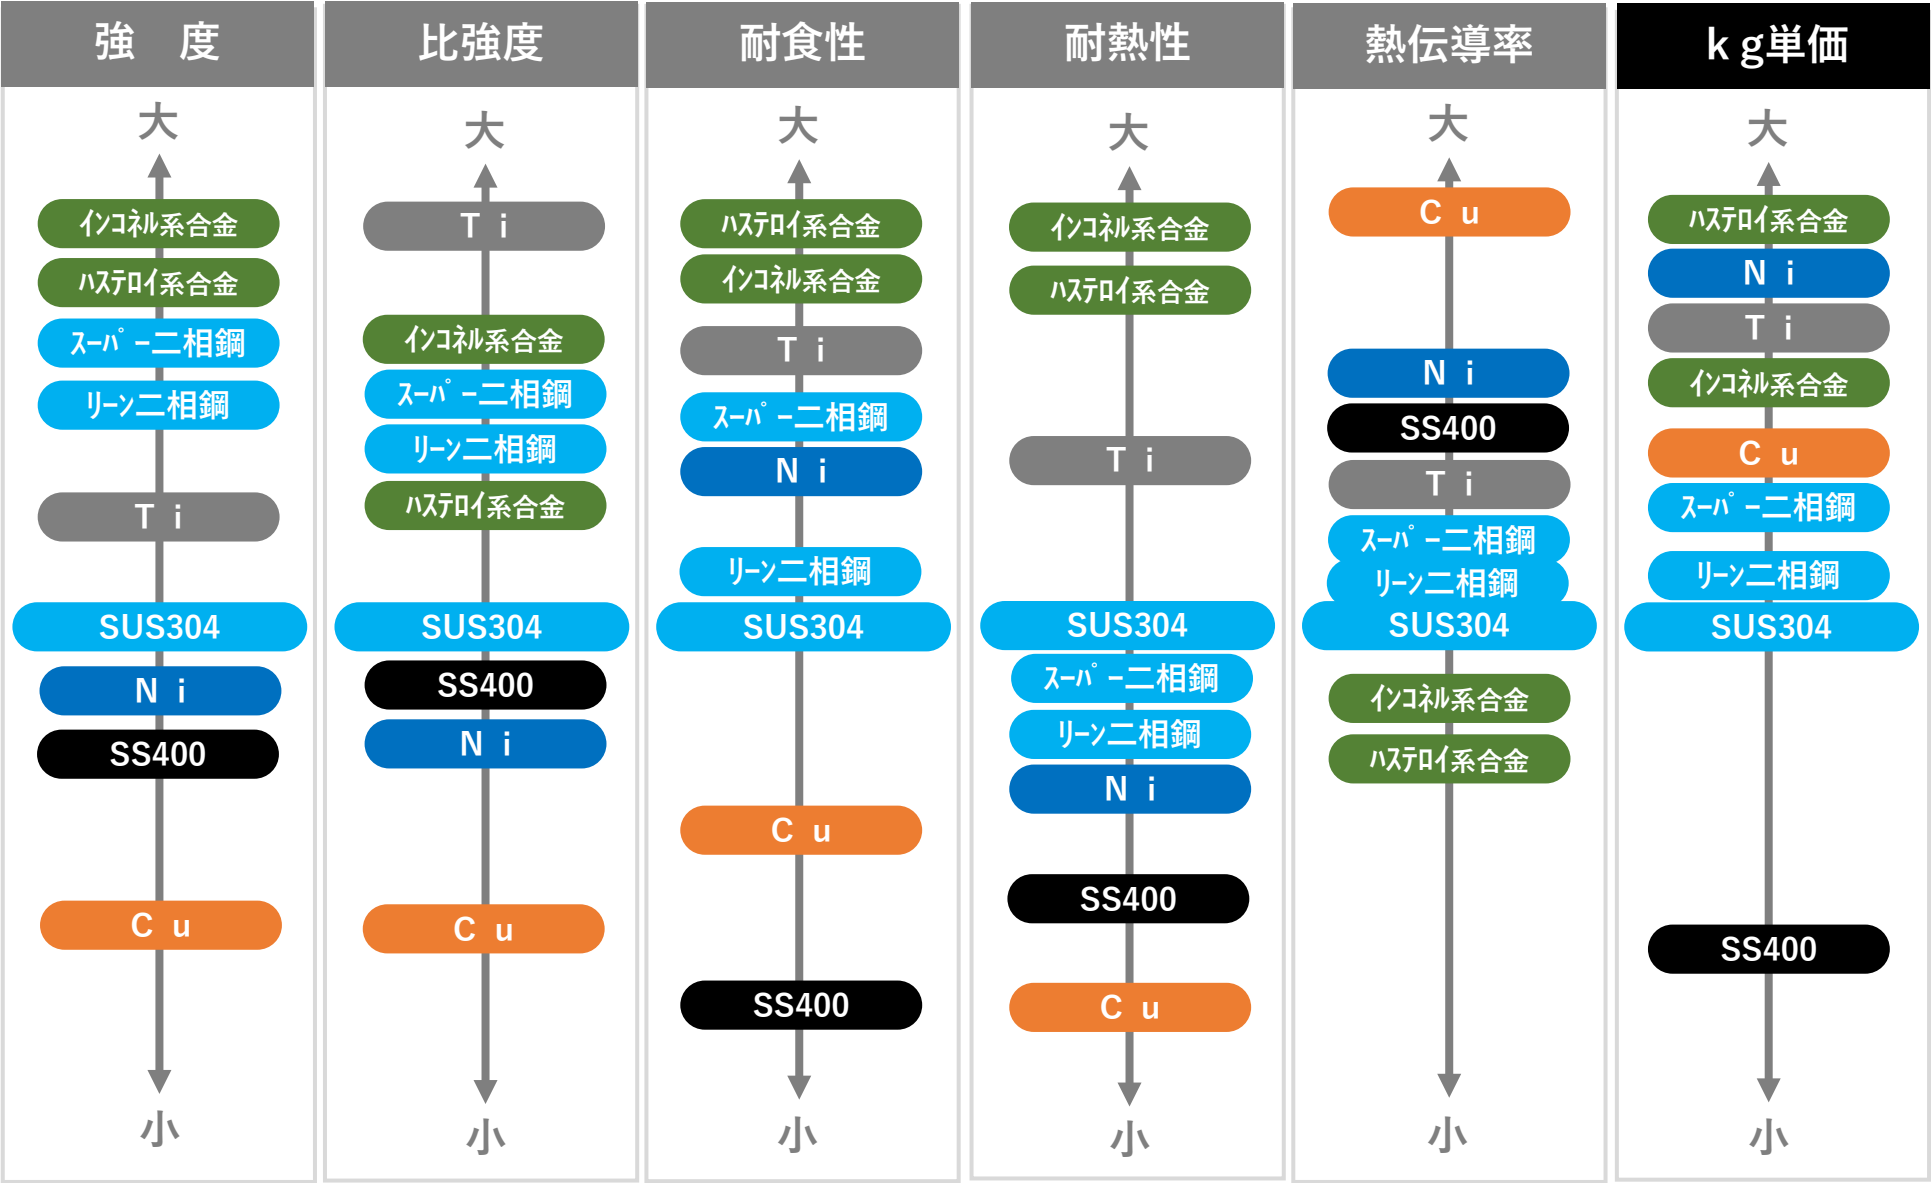 強　度
大
ｲﾝｺﾈﾙ系合金
ﾊｽﾃﾛｲ系合金
ｽｰﾊﾟｰ二相鋼
ﾘｰﾝ二相鋼
Ｔｉ
SUS304
Ｎｉ
SS400
Ｃｕ
小
比強度
大
Ｔｉ
ｲﾝｺﾈﾙ系合金
ｽｰﾊﾟｰ二相鋼
ﾘｰﾝ二相鋼
ﾊｽﾃﾛｲ系合金
SUS304
SS400
Ｎｉ
Ｃｕ
小
耐食性
大
ﾊｽﾃﾛｲ系合金
ｲﾝｺﾈﾙ系合金
Ｔｉ
ｽｰﾊﾟｰ二相鋼
Ｎｉ
ﾘｰﾝ二相鋼
SUS304
Ｃｕ
SS400
小
耐熱性
大
ｲﾝｺﾈﾙ系合金
ﾊｽﾃﾛｲ系合金
Ｔｉ
SUS304
ｽｰﾊﾟｰ二相鋼
ﾘｰﾝ二相鋼
Ｎｉ
SS400
Ｃｕ
小
熱伝導率
大
Ｃｕ
Ｎｉ
SS400
Ｔｉ
ｽｰﾊﾟｰ二相鋼
ﾘｰﾝ二相鋼
SUS304
ｲﾝｺﾈﾙ系合金
ﾊｽﾃﾛｲ系合金
小
ｋｇ単価
大
ﾊｽﾃﾛｲ系合金
Ｎｉ
Ｔｉ
ｲﾝｺﾈﾙ系合金
Ｃｕ
ｽｰﾊﾟｰ二相鋼
ﾘｰﾝ二相鋼
SUS304
SS400
小